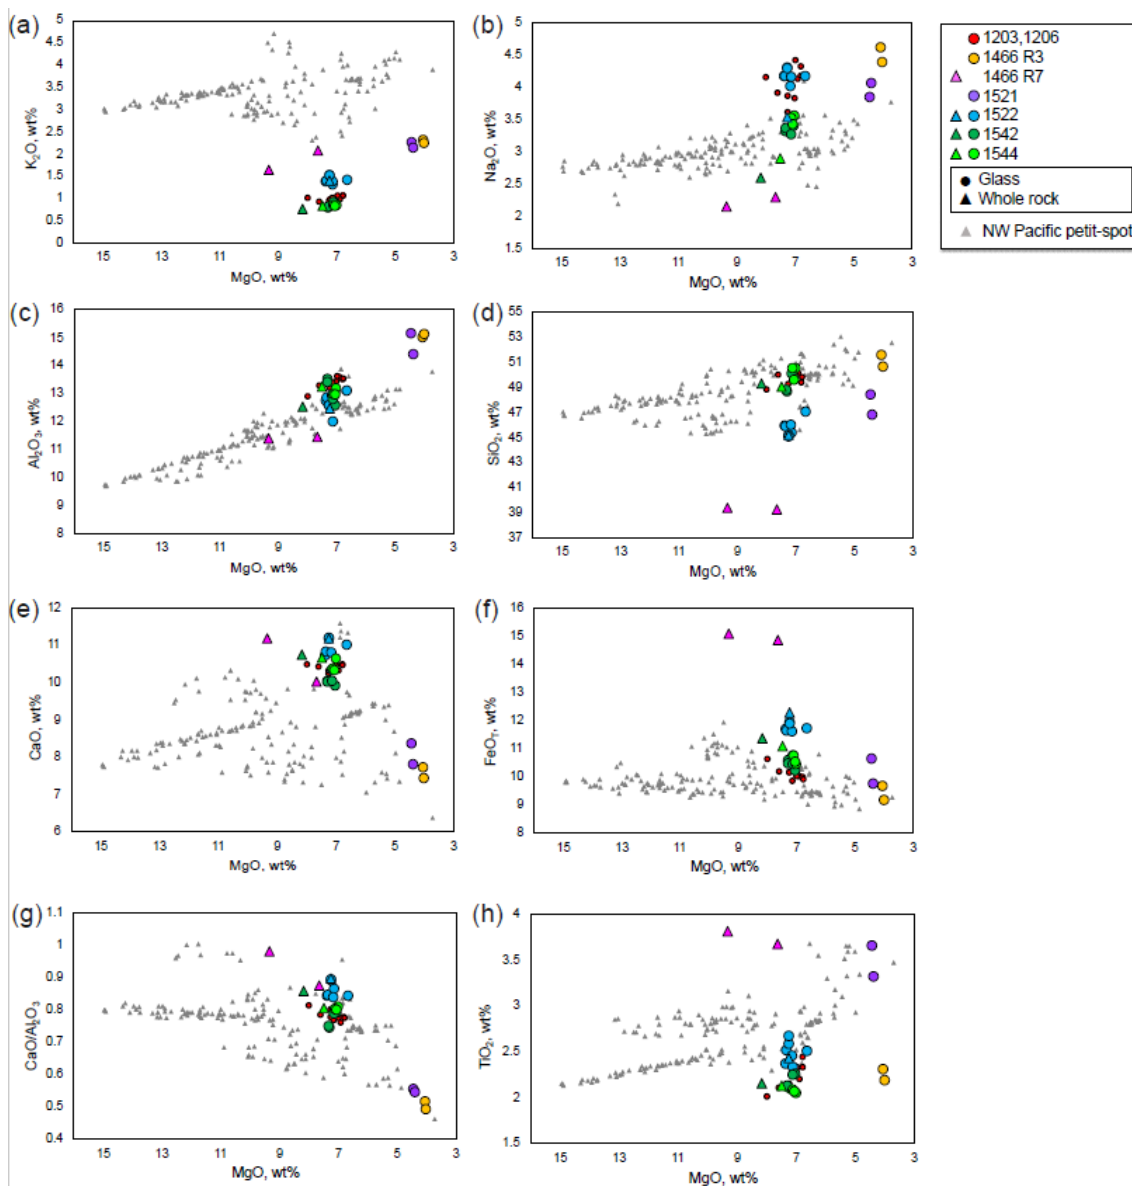 (a)
5
4.5
4
3.5
3
2.5
2
1.5
1
0.5
0
K₂O, wt%
15 13 11 9 7 5 3
MgO, wt%
(b)
5
4.5
4
3.5
3
2.5
2
1.5
Na₂O, wt%
15 13 11 9 7 5 3
MgO, wt%
1203,1206
1466 R3
1466 R7
1521
1522
1542
1544
Glass
Whole rock
NW Pacific petit-spot
(c)
16
15
14
13
12
11
10
9
8
Al₂O₃, wt%
15 13 11 9 7 5 3
MgO, wt%
(d)
55
53
51
49
47
45
43
41
39
37
SiO₂, wt%
15 13 11 9 7 5 3
MgO, wt%
(e)
12
11
10
9
8
7
6
CaO, wt%
15 13 11 9 7 5 3
MgO, wt%
(f)
16
15
14
13
12
11
10
9
8
FeOT, wt%
15 13 11 9 7 5 3
MgO, wt%
(g)
1.1
1
0.9
0.8
0.7
0.6
0.5
0.4
CaO/Al₂O₃
15 13 11 9 7 5 3
MgO, wt%
(h)
4
3.5
3
2.5
2
1.5
TiO₂, wt%
15 13 11 9 7 5 3
MgO, wt%